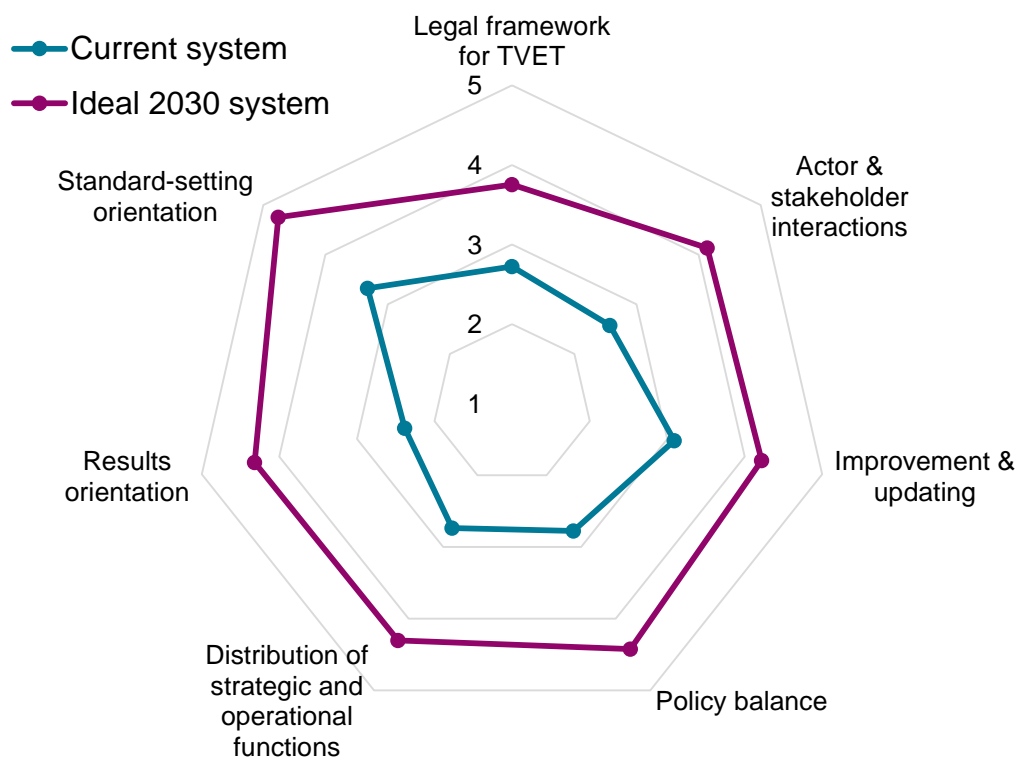 Current system
Ideal 2030 system
Legal framework
for TVET
5
4
3
2
1
Actor &
stakeholder
interactions
Improvement &
updating
Policy balance
Distribution of
strategic and
operational
functions
Results
orientation
Standard-setting
orientation